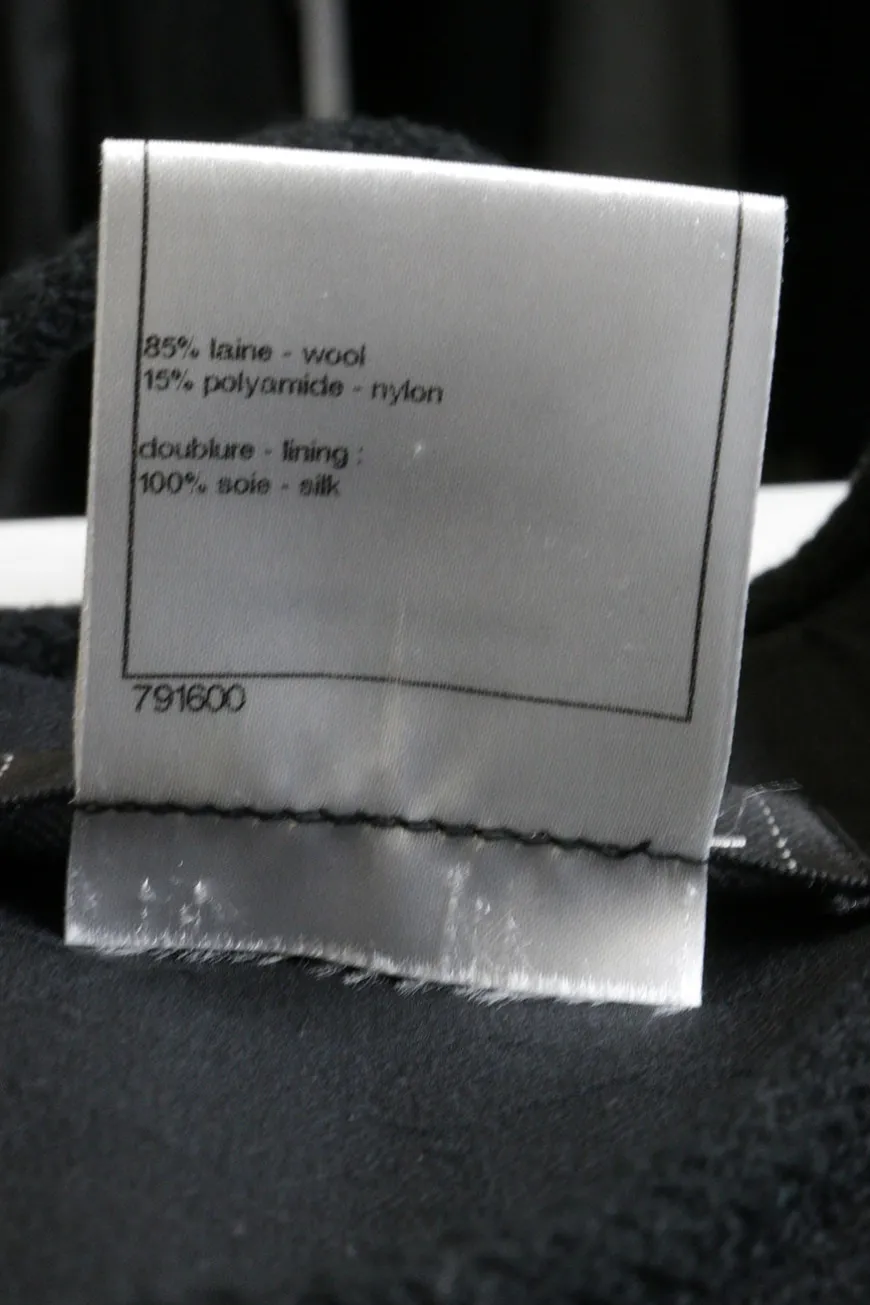 85% laine - wool
15% polyamide - nylon
doublure - lining :
100% soie - silk
791600